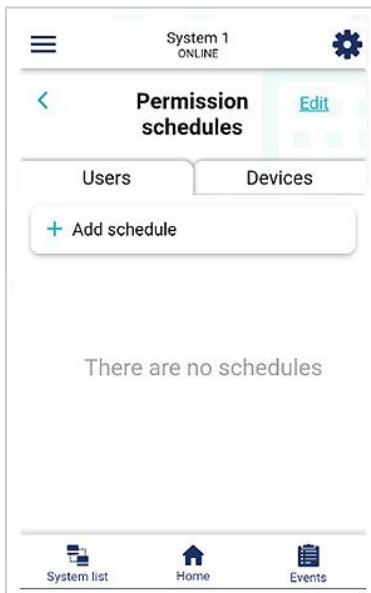 System 1
ONLINE
Permission
schedules
Edit
Users
Devices
+ Add schedule
There are no schedules
System list
Home
Events